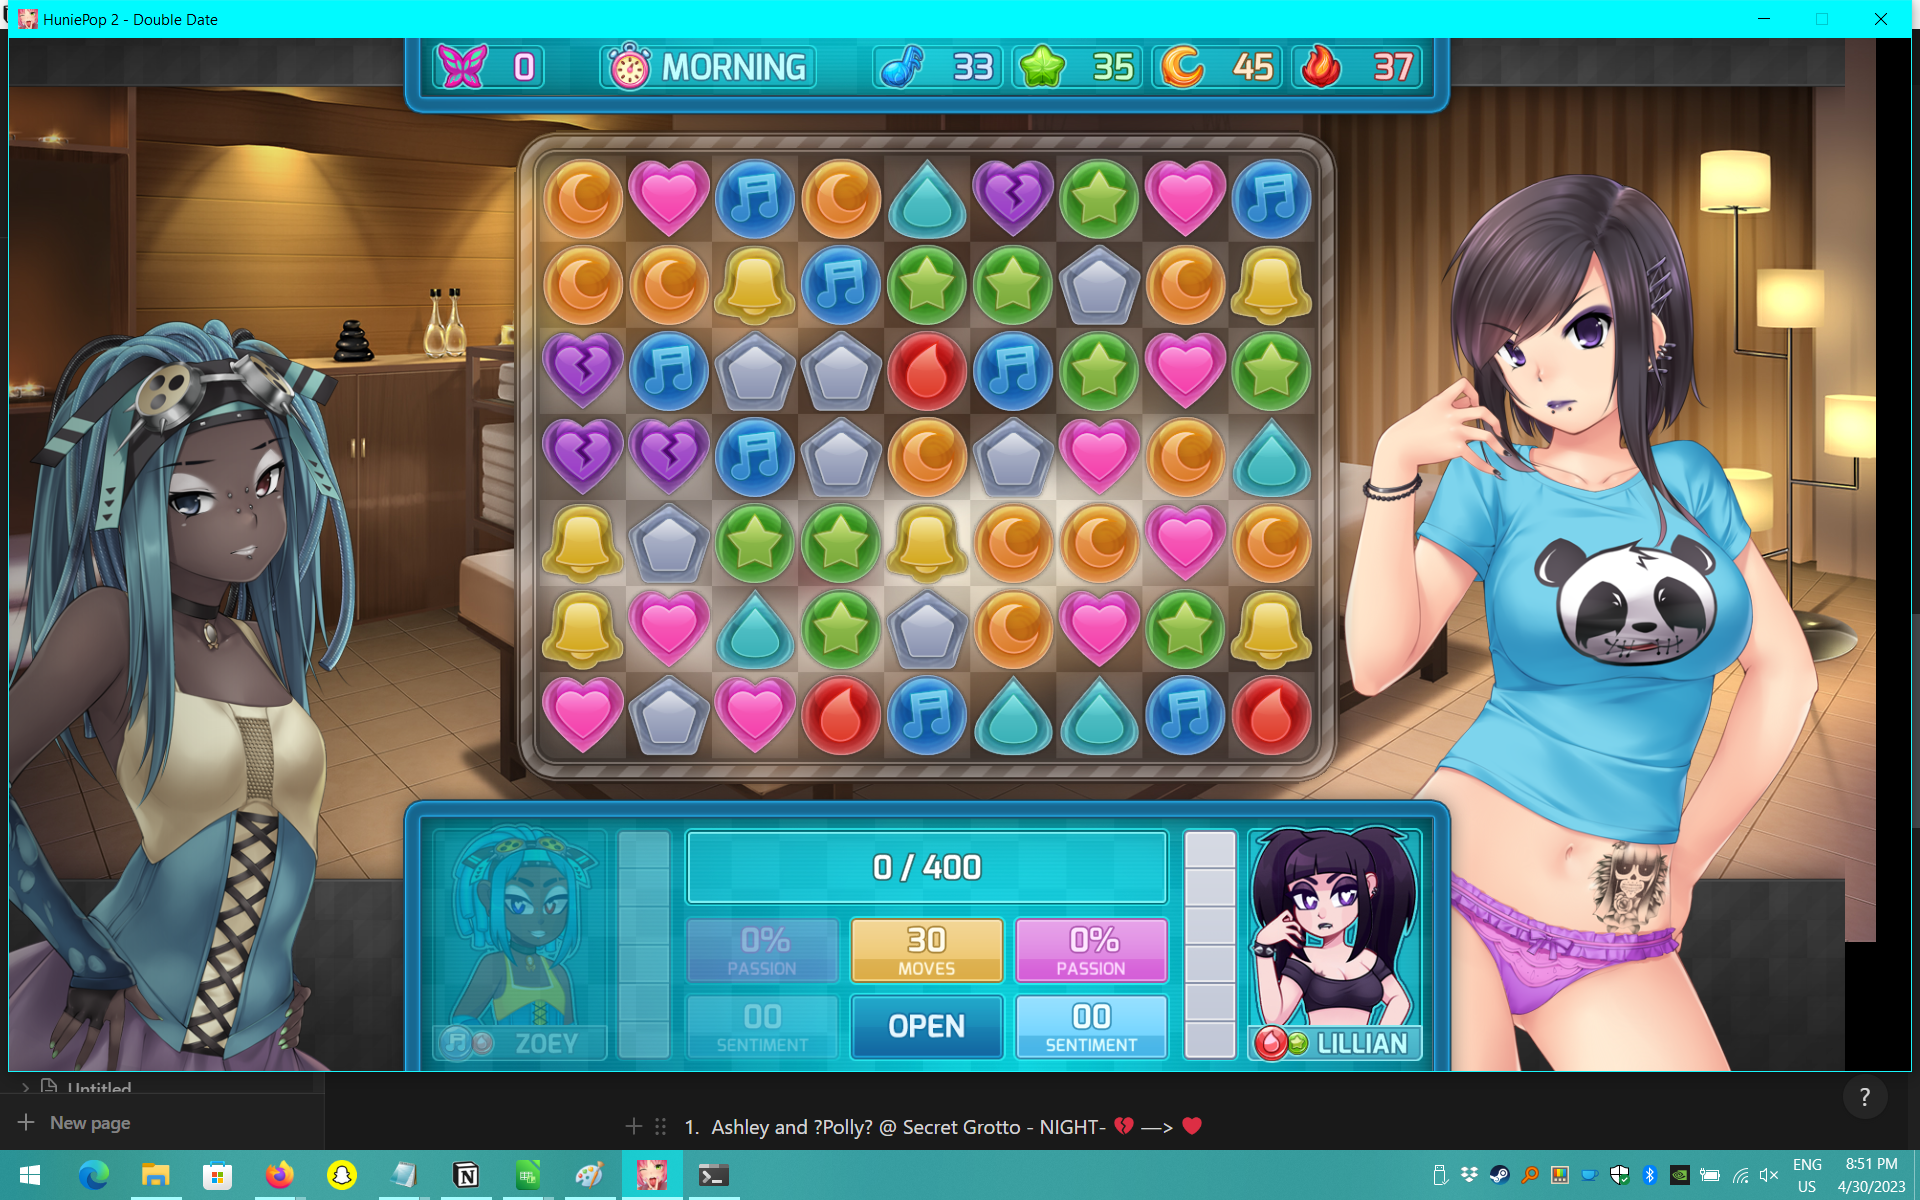 HuniePop 2 - Double Date
0 MORNING 33 35 45 37
0 / 400
0% PASSION
30 MOVES
0% PASSION
00 SENTIMENT
OPEN
00 SENTIMENT
ZOEY
LILLIAN
Untitled
New page
?
1. Ashley and ?Polly? @ Secret Grotto - NIGHT- 💔 —> ❤️
ENG
US
8:51 PM
4/30/2023